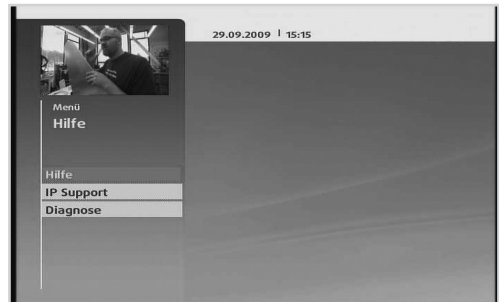 29.09.2009 | 15:15
Menü
Hilfe
Hilfe
IP Support
Diagnose